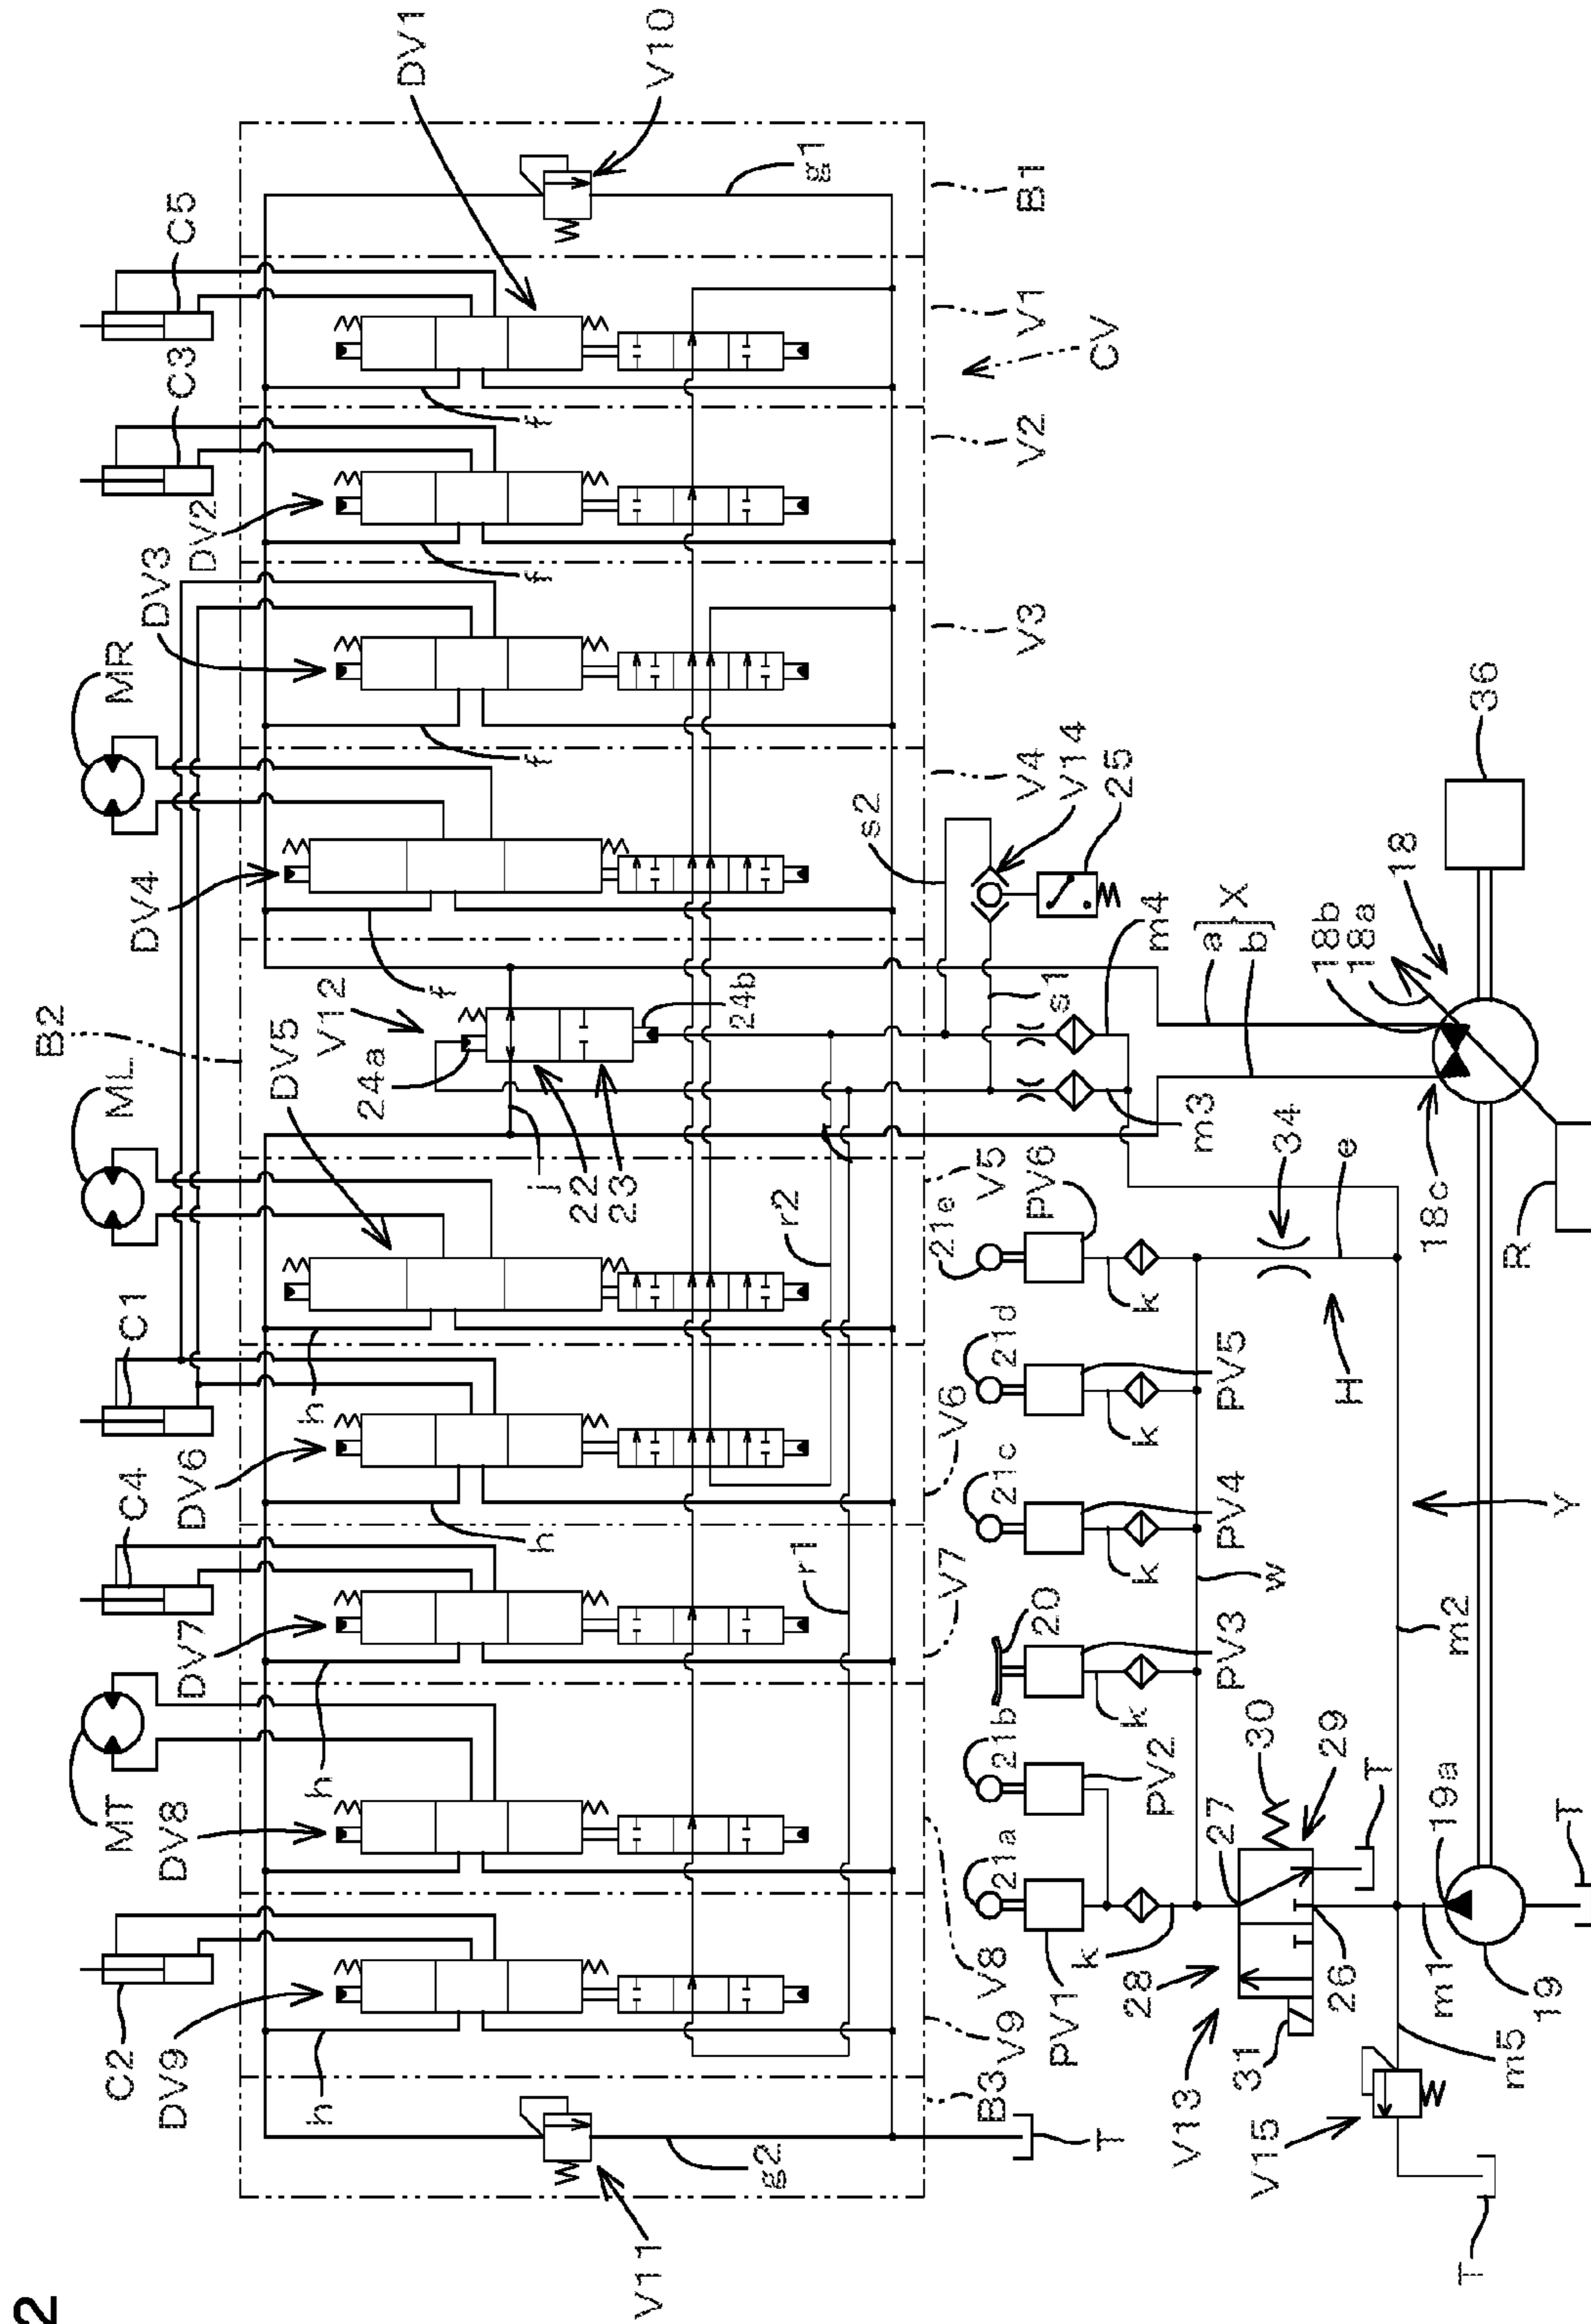 2
B2
ML
MR
MT
C1
C2
C3
C4
C5
DV1
DV2
DV3
DV4
DV5
DV6
DV7
DV8
DV9
V10
V11
V12
24a
24b
22
23
j
f
f
f
f
h
h
h
h
h
g1
g2
r1
r2
s1
s2
B1
V1
V2
V3
V4
V5
V6
V7
V8
V9
B3
CV
V14
25
m4
m3
a
b
X
18b
18a
18
18c
36
R
34
e
H
Y
w
m2
21a
21b
20
21c
21d
21e
PV1
PV2
PV3
PV4
PV5
PV6
k
k
k
k
k
27
28
29
30
31
26
V13
V15
m1
m5
19a
19
T
T
T
T